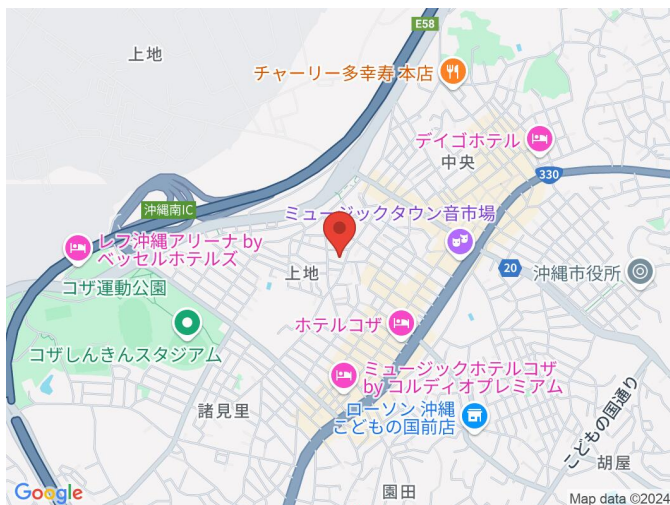 E58
上地
チャーリー多幸寿 本店
デイゴホテル
中央
330
沖縄南IC
ミュージックタウン音市場
レフ沖縄アリーナ by
ベッセルホテルズ
上地
20
沖縄市役所
コザ運動公園
ホテルコザ
コザしんきんスタジアム
ミュージックホテルコザ
by コルディオプレミアム
諸見里
ローソン 沖縄
こどもの国前店
こどもの国通り
胡屋
園田
Google
Map data ©2024